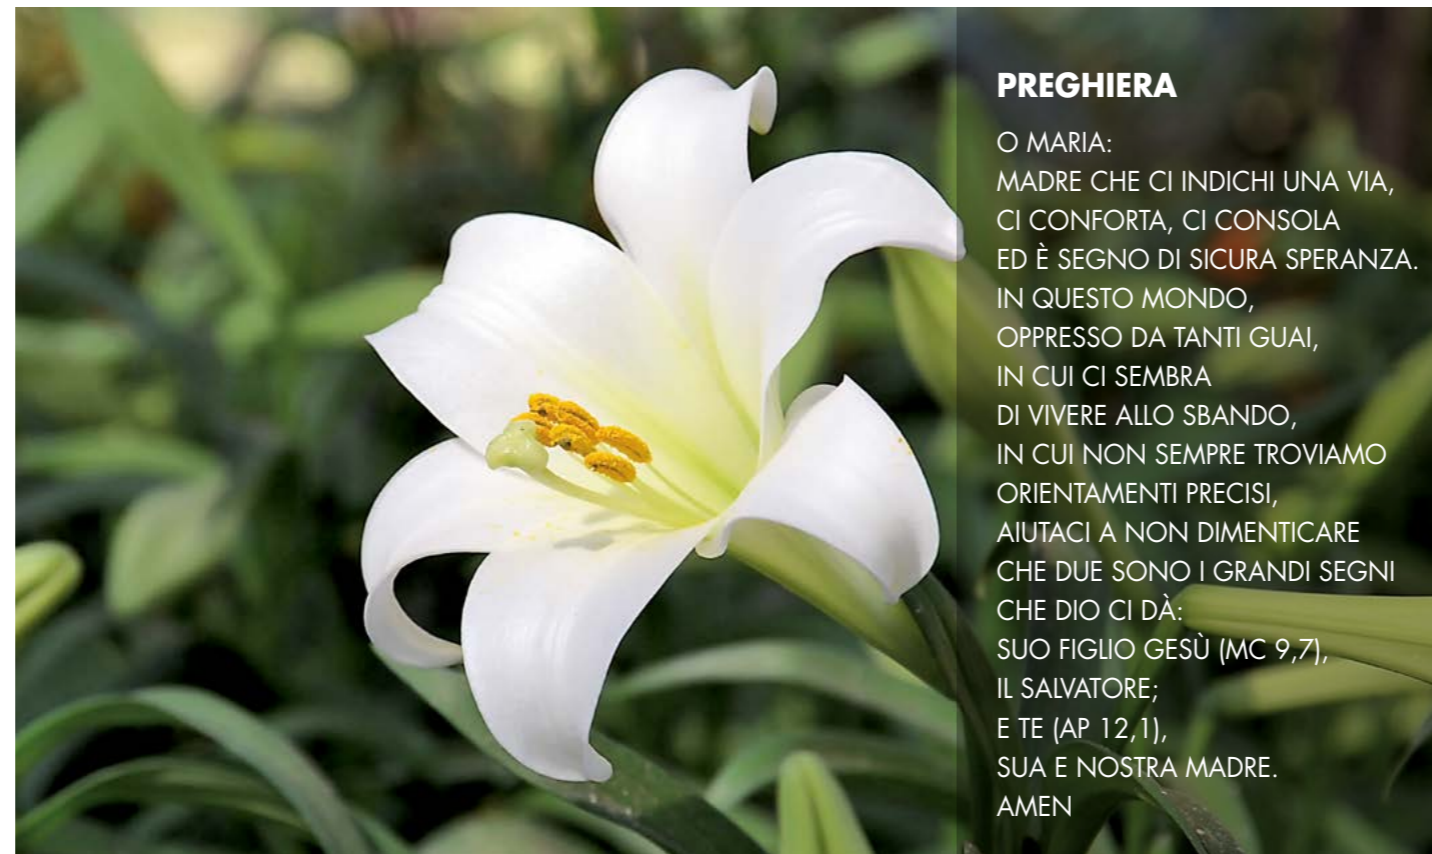 PREGHIERA
O MARIA:
MADRE CHE CI INDICHI UNA VIA,
CI CONFORTA, CI CONSOLA
ED È SEGNO DI SICURA SPERANZA.
IN QUESTO MONDO,
OPPRESSO DA TANTI GUAI,
IN CUI CI SEMBRA
DI VIVERE ALLO SBANDO,
IN CUI NON SEMPRE TROVIAMO
ORIENTAMENTI PRECISI,
AIUTACI A NON DIMENTICARE
CHE DUE SONO I GRANDI SEGNI
CHE DIO CI DÀ:
SUO FIGLIO GESÙ (MC 9,7),
IL SALVATORE;
E TE (AP 12,1),
SUA E NOSTRA MADRE.
AMEN